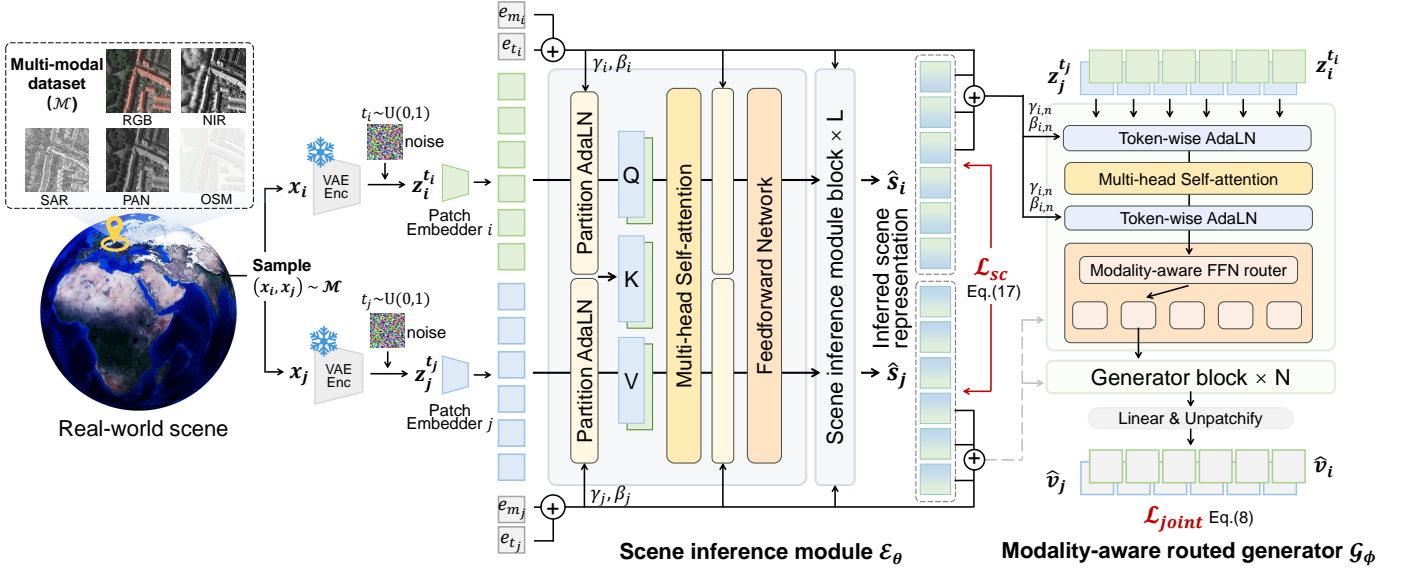 Multi-modal
dataset
(ℳ)
RGB
NIR
SAR
PAN
OSM
Real-world scene
Sample
(x_i, x_j) ~ ℳ
x_i
VAE
Enc
t_i~U(0,1)
noise
z_i^{t_i}
Patch
Embedder i
x_j
VAE
Enc
t_j~U(0,1)
noise
z_j^{t_j}
Patch
Embedder j
e_{m_i}
e_{t_i}
+
γ_i, β_i
Partition AdaLN
Partition AdaLN
Q
K
V
Multi-head Self-attention
Feedforward Network
Scene inference module block × L
γ_j, β_j
e_{m_j}
e_{t_j}
+
ŝ_i
Inferred scene
representation
ŝ_j
Scene inference module ℰ_θ
+
ℒ_sc
Eq.(17)
+
z_j^{t_j}
z_i^{t_i}
γ_{i,n}
β_{i,n}
Token-wise AdaLN
Multi-head Self-attention
γ_{i,n}
β_{i,n}
Token-wise AdaLN
Modality-aware FFN router
Generator block × N
Linear & Unpatchify
v̂_j
v̂_i
ℒ_joint Eq.(8)
Modality-aware routed generator 𝒢_ϕ